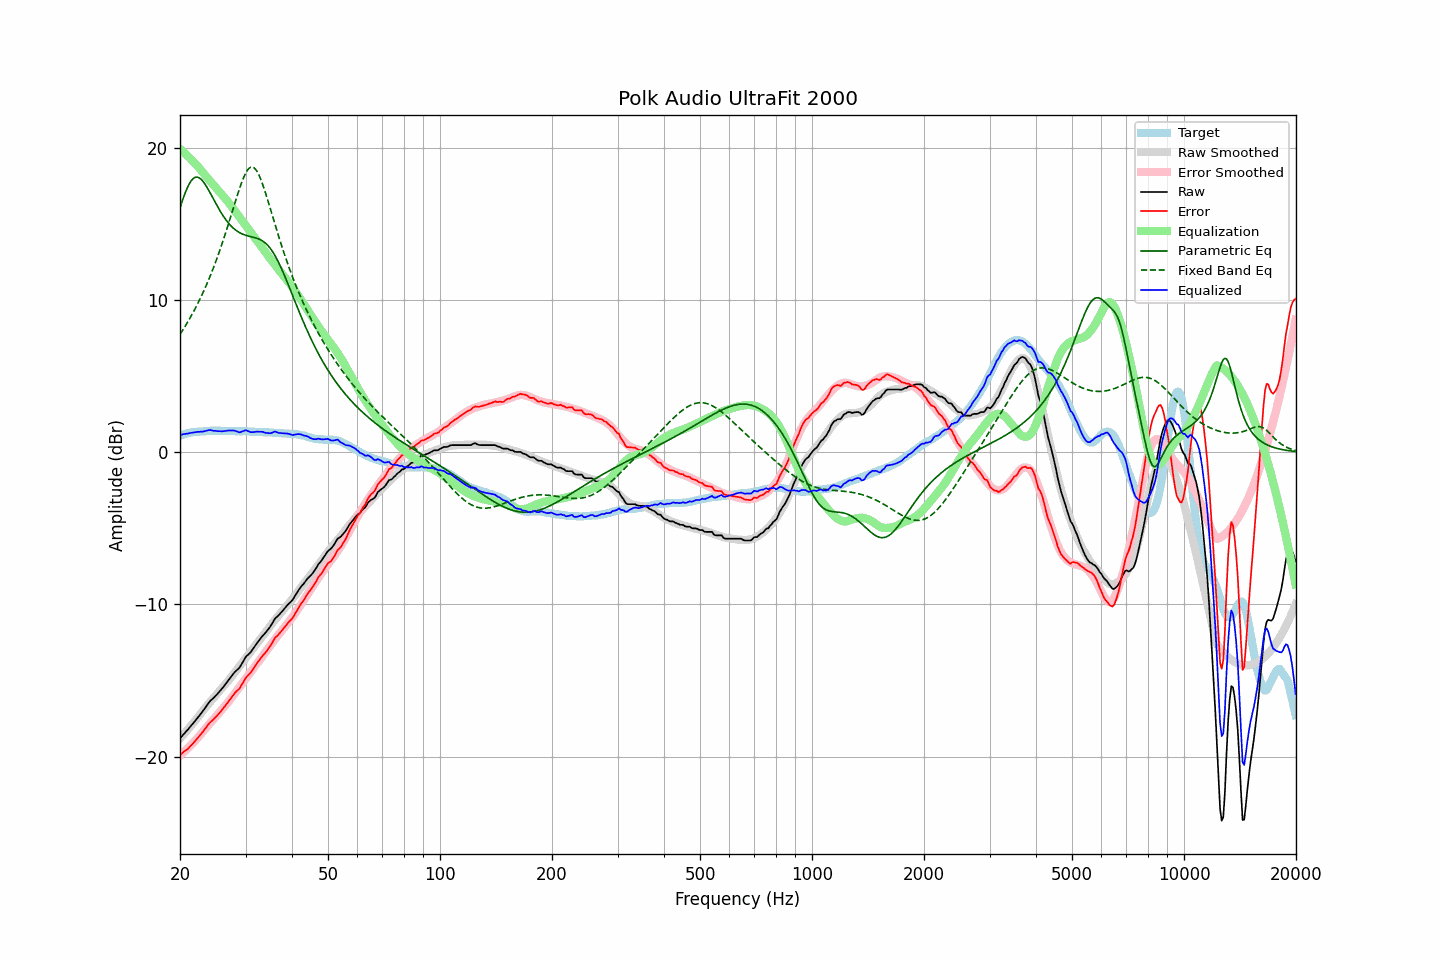 Polk Audio UltraFit 2000
Amplitude (dBr)
20
10
0
−10
−20
Target
Raw Smoothed
Error Smoothed
Raw
Error
Equalization
Parametric Eq
Fixed Band Eq
Equalized
20 50 100 200 500 1000 2000 5000 10000 20000
Frequency (Hz)